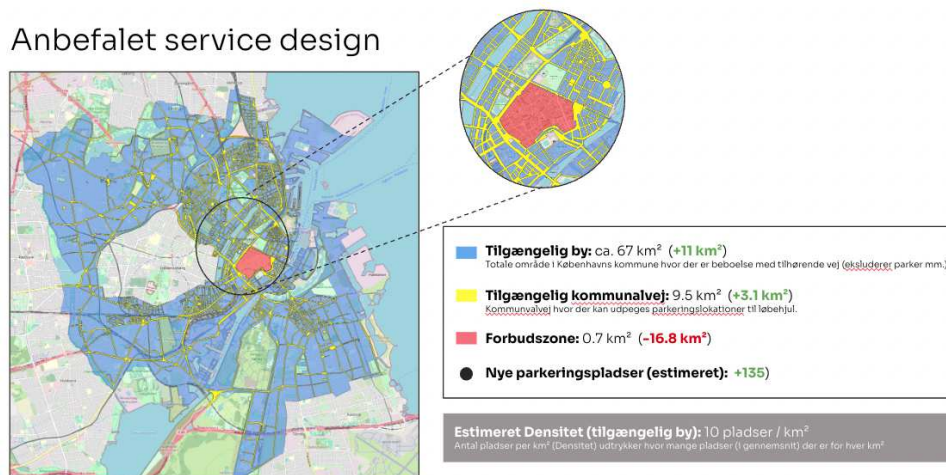 Anbefalet service design
Tilgængelig by: ca. 67 km² (+11 km²)
Totale område i Københavns kommune hvor der er beboelse med tilhørende vej (eksluderer parker mm.)
Tilgængelig kommunalvej: 9.5 km² (+3.1 km²)
Kommunvalvej hvor der kan udpeges parkeringslokationer til løbehjul.
Forbudszone: 0.7 km² (-16.8 km²)
Nye parkeringspladser (estimeret): +135)
Estimeret Densitet (tilgængelig by): 10 pladser / km²
Antal pladser per km² (Densitet) udtrykker hvor mange pladser (i gennemsnit) der er for hver km²